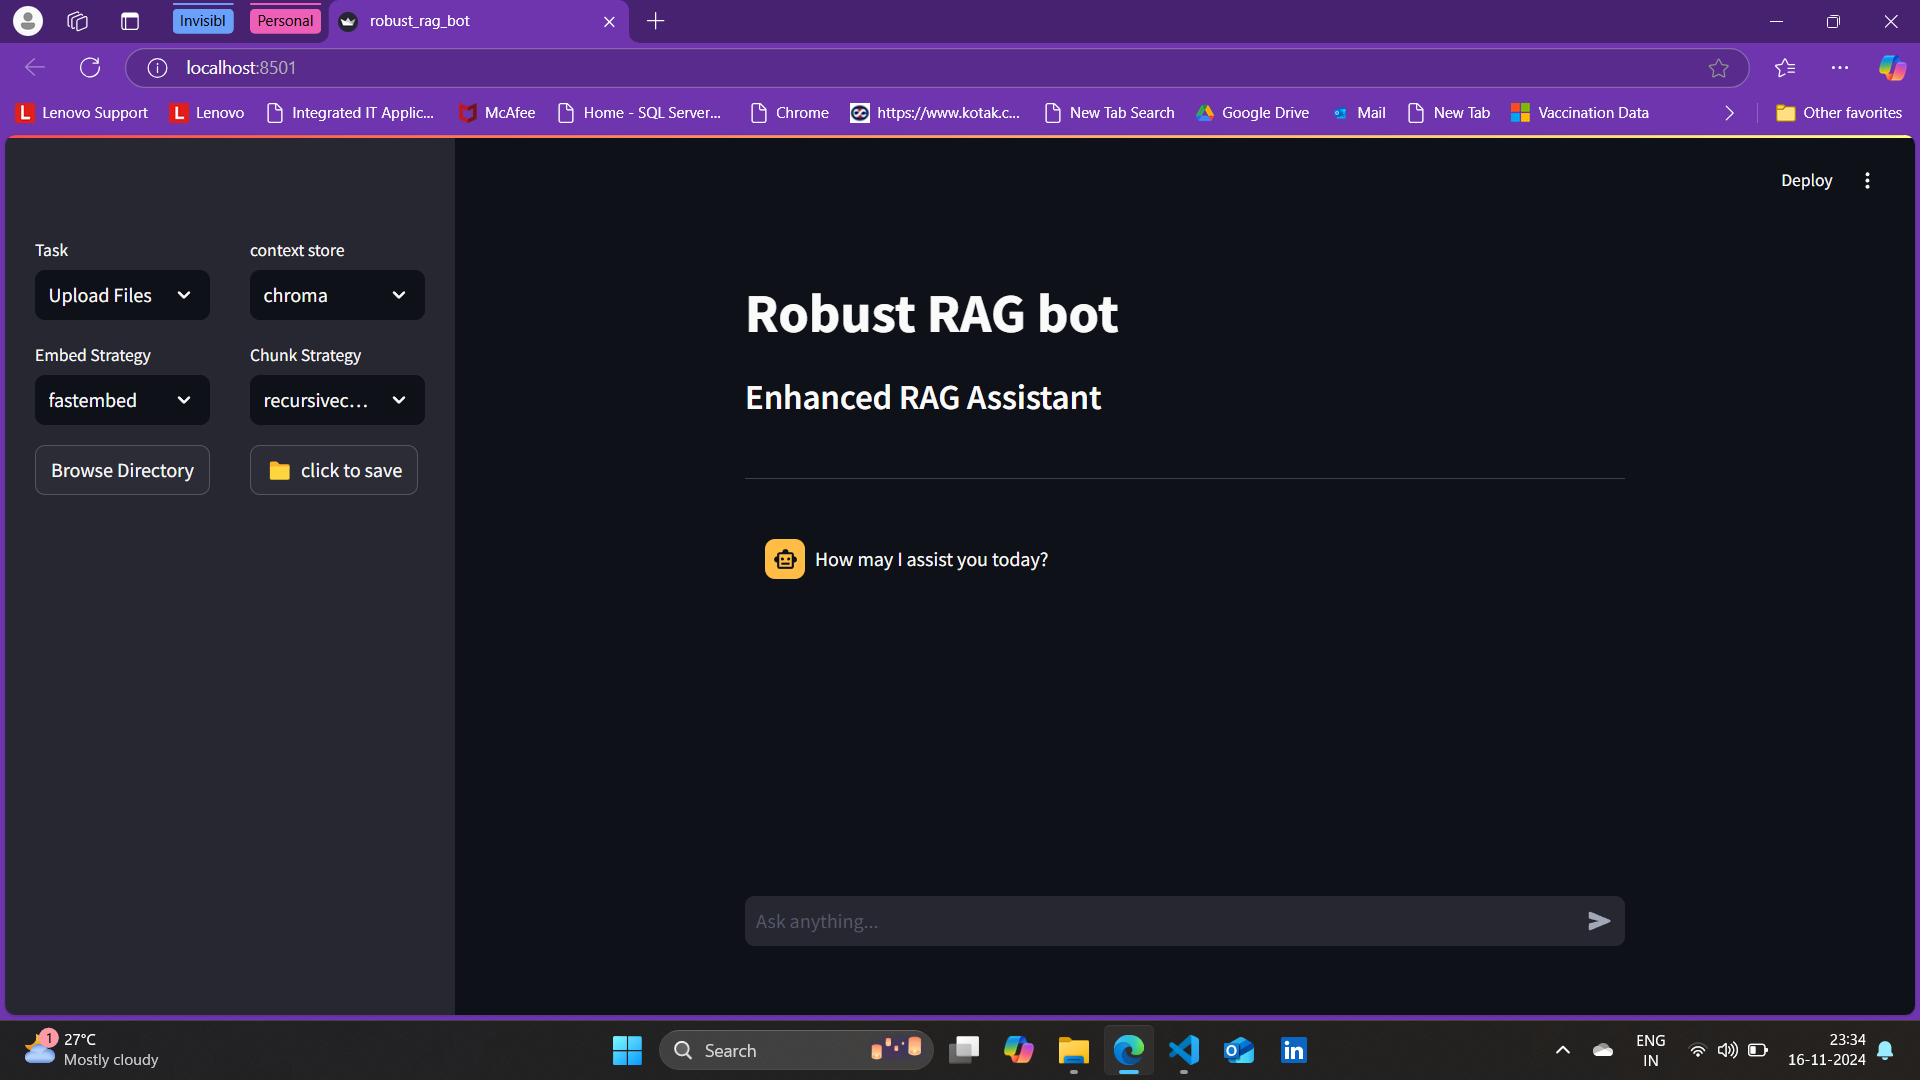 Invisibl
Personal
robust_rag_bot
localhost:8501
Lenovo Support
Lenovo
Integrated IT Applic...
McAfee
Home - SQL Server...
Chrome
https://www.kotak.c...
New Tab Search
Google Drive
Mail
New Tab
Vaccination Data
Other favorites
Deploy
Task
context store
Upload Files
chroma
Embed Strategy
Chunk Strategy
fastembed
recursivec...
Browse Directory
click to save
Robust RAG bot
Enhanced RAG Assistant
How may I assist you today?
Ask anything...
1
27°C
Mostly cloudy
Search
ENG
IN
23:34
16-11-2024